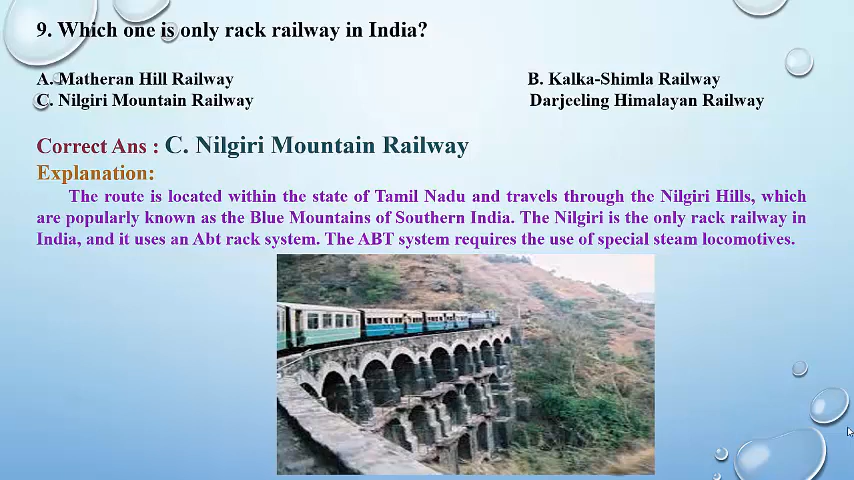 9. Which one is only rack railway in India?
A. Matheran Hill Railway B. Kalka-Shimla Railway
C. Nilgiri Mountain Railway Darjeeling Himalayan Railway
Correct Ans : C. Nilgiri Mountain Railway
Explanation:
The route is located within the state of Tamil Nadu and travels through the Nilgiri Hills, which
are popularly known as the Blue Mountains of Southern India. The Nilgiri is the only rack railway in
India, and it uses an Abt rack system. The ABT system requires the use of special steam locomotives.